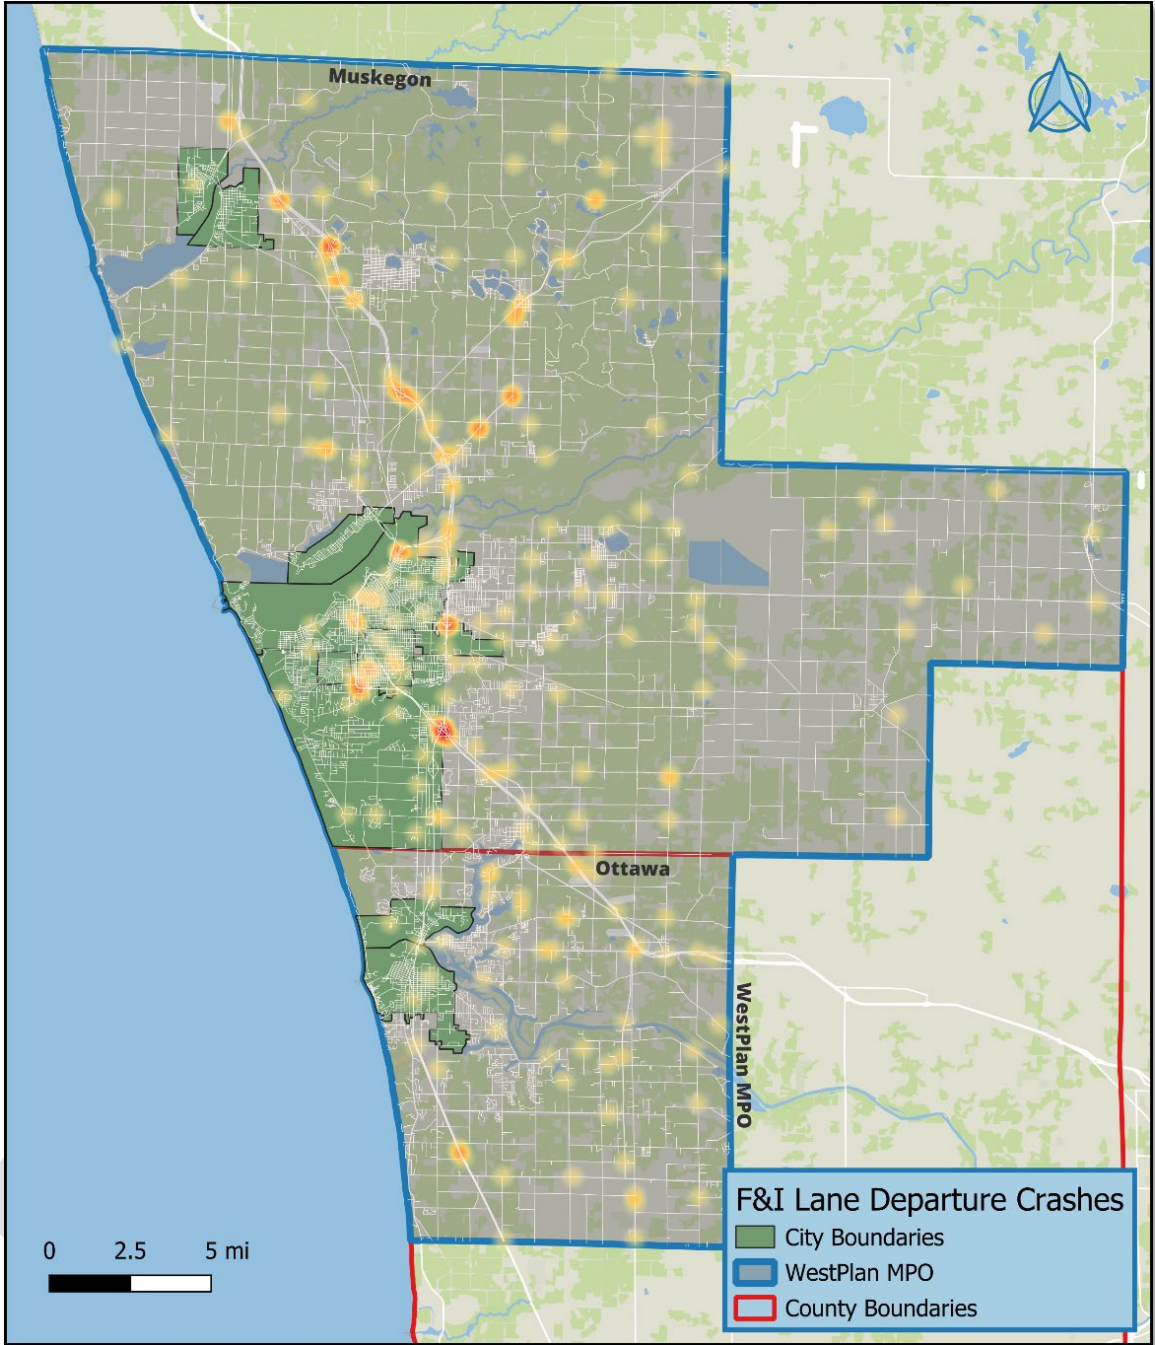 Muskegon
Ottawa
WestPlan MPO
F&I Lane Departure Crashes
City Boundaries
WestPlan MPO
County Boundaries
0 2.5 5 mi